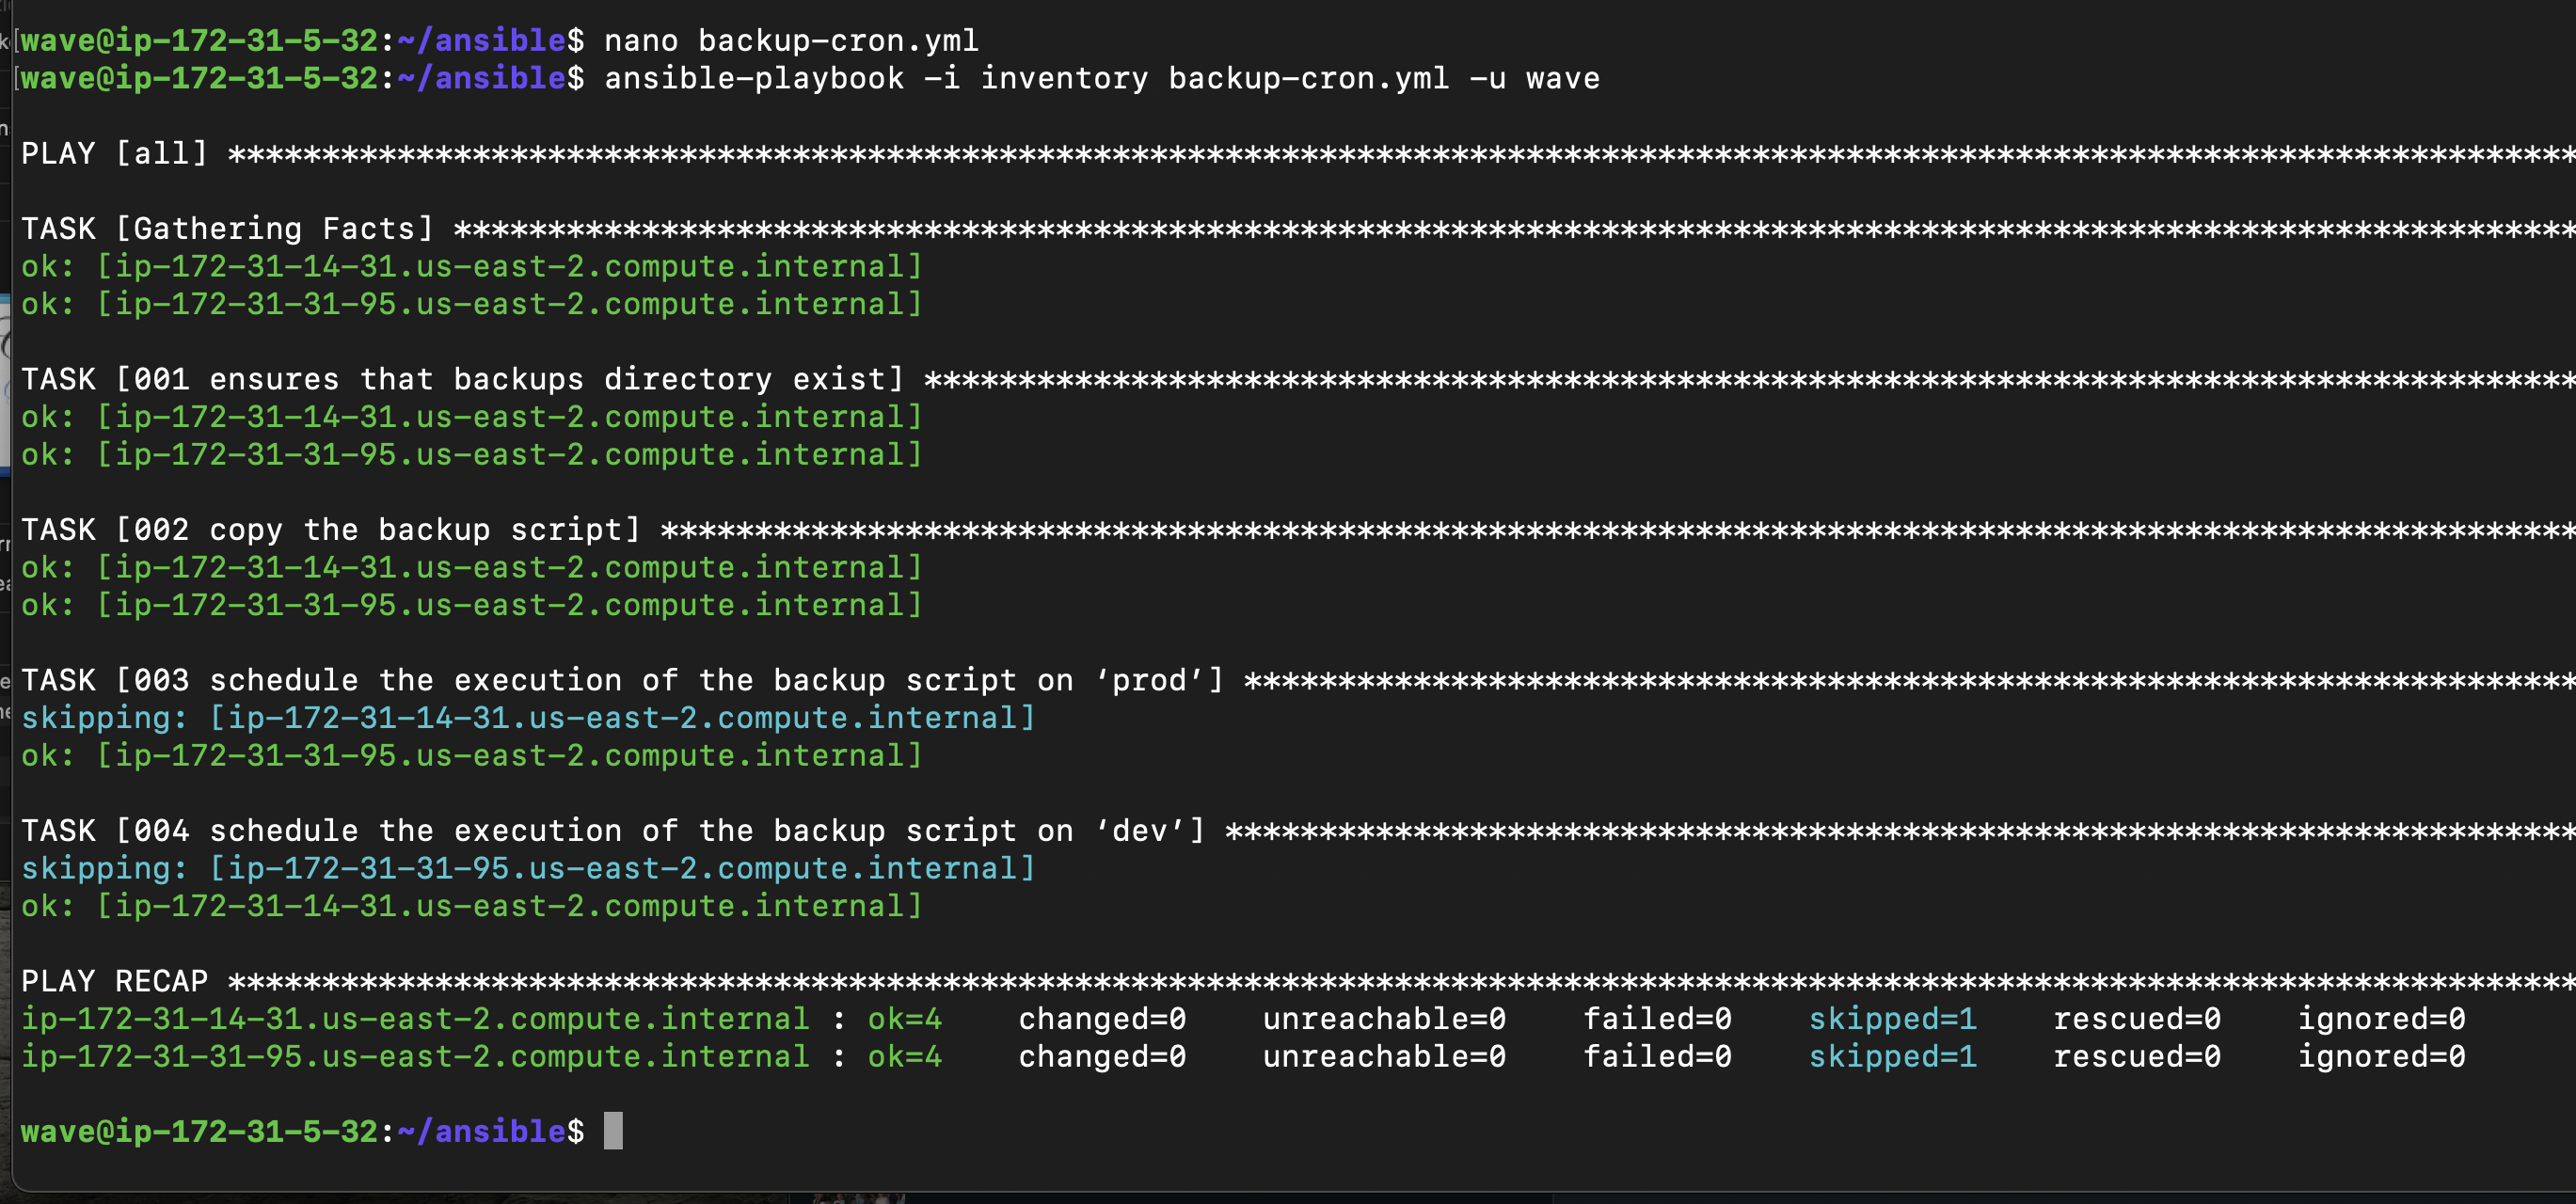 wave@ip-172-31-5-32:~/ansible$ nano backup-cron.yml
wave@ip-172-31-5-32:~/ansible$ ansible-playbook -i inventory backup-cron.yml -u wave
PLAY [all] ****************************************************************************************************************************
TASK [Gathering Facts] ****************************************************************************************************************
ok: [ip-172-31-14-31.us-east-2.compute.internal]
ok: [ip-172-31-31-95.us-east-2.compute.internal]
TASK [001 ensures that backups directory exist] ****************************************************************************************
ok: [ip-172-31-14-31.us-east-2.compute.internal]
ok: [ip-172-31-31-95.us-east-2.compute.internal]
TASK [002 copy the backup script] ******************************************************************************************************
ok: [ip-172-31-14-31.us-east-2.compute.internal]
ok: [ip-172-31-31-95.us-east-2.compute.internal]
TASK [003 schedule the execution of the backup script on ‘prod’] ***********************************************************************
skipping: [ip-172-31-14-31.us-east-2.compute.internal]
ok: [ip-172-31-31-95.us-east-2.compute.internal]
TASK [004 schedule the execution of the backup script on ‘dev’] ************************************************************************
skipping: [ip-172-31-31-95.us-east-2.compute.internal]
ok: [ip-172-31-14-31.us-east-2.compute.internal]
PLAY RECAP ****************************************************************************************************************************
ip-172-31-14-31.us-east-2.compute.internal : ok=4    changed=0    unreachable=0    failed=0    skipped=1    rescued=0    ignored=0
ip-172-31-31-95.us-east-2.compute.internal : ok=4    changed=0    unreachable=0    failed=0    skipped=1    rescued=0    ignored=0
wave@ip-172-31-5-32:~/ansible$